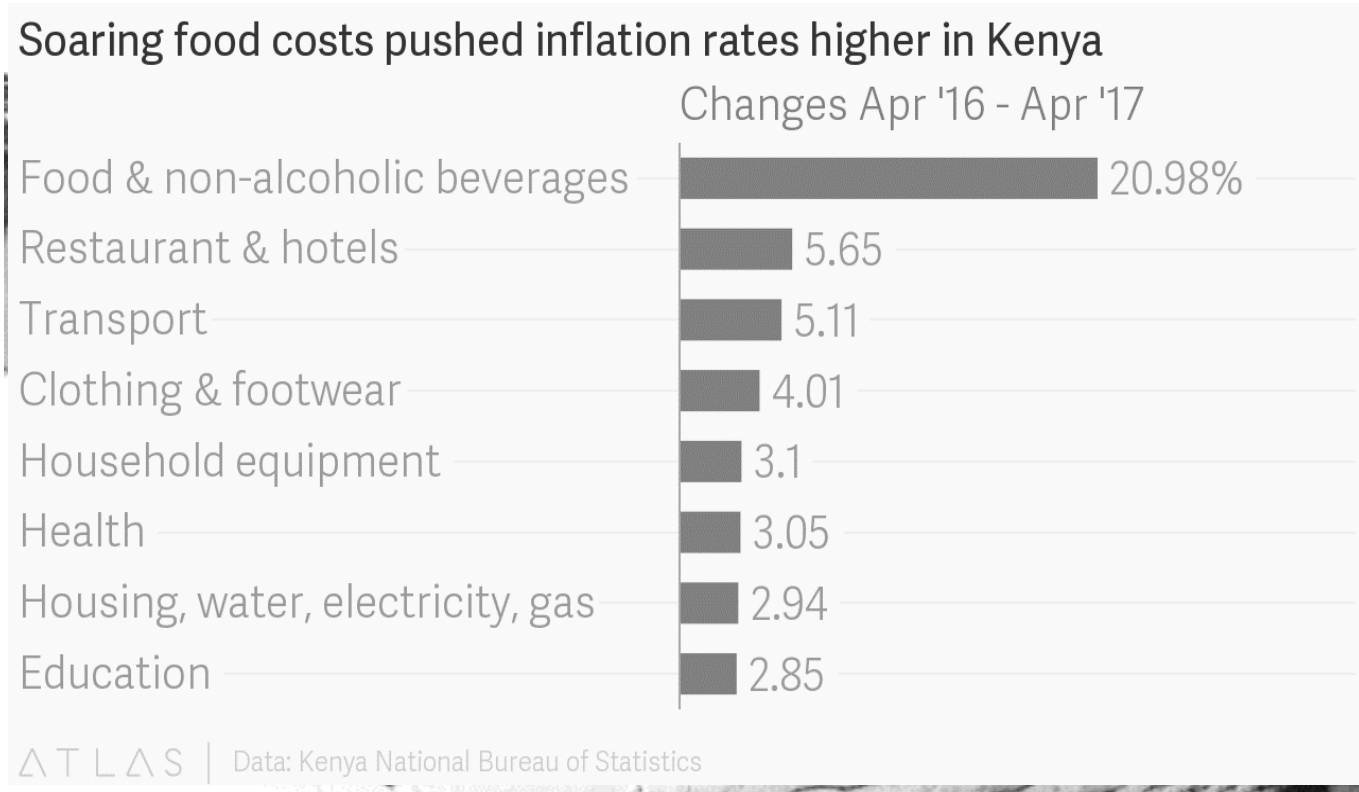 Soaring food costs pushed inflation rates higher in Kenya
Changes Apr '16 - Apr '17
Food & non-alcoholic beverages 20.98%
Restaurant & hotels 5.65
Transport 5.11
Clothing & footwear 4.01
Household equipment 3.1
Health 3.05
Housing, water, electricity, gas 2.94
Education 2.85
ATLAS | Data: Kenya National Bureau of Statistics